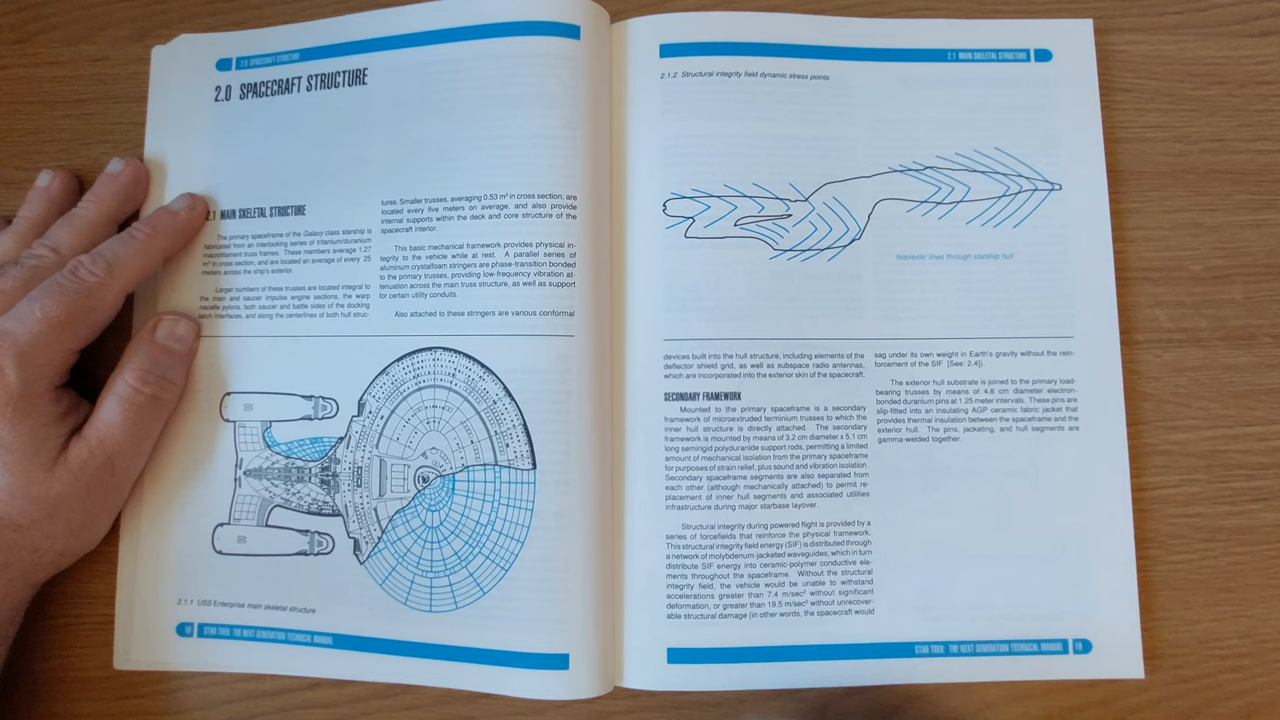 2.0 SPACECRAFT STRUCTURE
2.0 SPACECRAFT STRUCTURE
2.1 MAIN SKELETAL STRUCTURE
The primary spaceframe of the Galaxy class starship is
fabricated from an interlocking series of tritanium/duranium
macrofilament truss frames. These members average 1.27
m² in cross section, and are located an average of every 25
meters across the ship's exterior.
Larger numbers of these trusses are located integral to
the main and saucer impulse engine sections, the warp
nacelle pylons, both saucer and battle sides of the docking
latch interfaces, and along the centerlines of both hull struc-
tures. Smaller trusses, averaging 0.53 m² in cross section, are
located every five meters on average, and also provide
internal supports within the deck and core structure of the
spacecraft interior.
This basic mechanical framework provides physical in-
tegrity to the vehicle while at rest. A parallel series of
aluminum crystalfoam stringers are phase-transition bonded
to the primary trusses, providing low-frequency vibration at-
tenuation across the main truss structure, as well as support
for certain utility conduits.
Also attached to these stringers are various conformal
2.1.1 USS Enterprise main skeletal structure
18 STAR TREK: THE NEXT GENERATION TECHNICAL MANUAL
2.1 MAIN SKELETAL STRUCTURE
2.1.2 Structural integrity field dynamic stress points
Isopiestic lines through starship hull
devices built into the hull structure, including elements of the
deflector shield grid, as well as subspace radio antennas,
which are incorporated into the exterior skin of the spacecraft.
SECONDARY FRAMEWORK
Mounted to the primary spaceframe is a secondary
framework of microextruded terminium trusses to which the
inner hull structure is directly attached. The secondary
framework is mounted by means of 3.2 cm diameter x 5.1 cm
long semirigid polyduranide support rods, permitting a limited
amount of mechanical isolation from the primary spaceframe
for purposes of strain relief, plus sound and vibration isolation.
Secondary spaceframe segments are also separated from
each other (although mechanically attached) to permit re-
placement of inner hull segments and associated utilities
infrastructure during major starbase layover.
Structural integrity during powered flight is provided by a
series of forcefields that reinforce the physical framework.
This structural integrity field energy (SIF) is distributed through
a network of molybdenum-jacketed waveguides, which in turn
distribute SIF energy into ceramic-polymer conductive ele-
ments throughout the spaceframe. Without the structural
integrity field, the vehicle would be unable to withstand
accelerations greater than 7.4 m/sec² without significant
deformation, or greater than 19.5 m/sec² without unrecover-
able structural damage (in other words, the spacecraft would
sag under its own weight in Earth's gravity without the rein-
forcement of the SIF [See: 2.4]).
The exterior hull substrate is joined to the primary load-
bearing trusses by means of 4.8 cm diameter electron-
bonded duranium pins at 1.25 meter intervals. These pins are
slip-fitted into an insulating AGP ceramic fabric jacket that
provides thermal insulation between the spaceframe and the
exterior hull. The pins, jacketing, and hull segments are
gamma-welded together.
STAR TREK: THE NEXT GENERATION TECHNICAL MANUAL 19